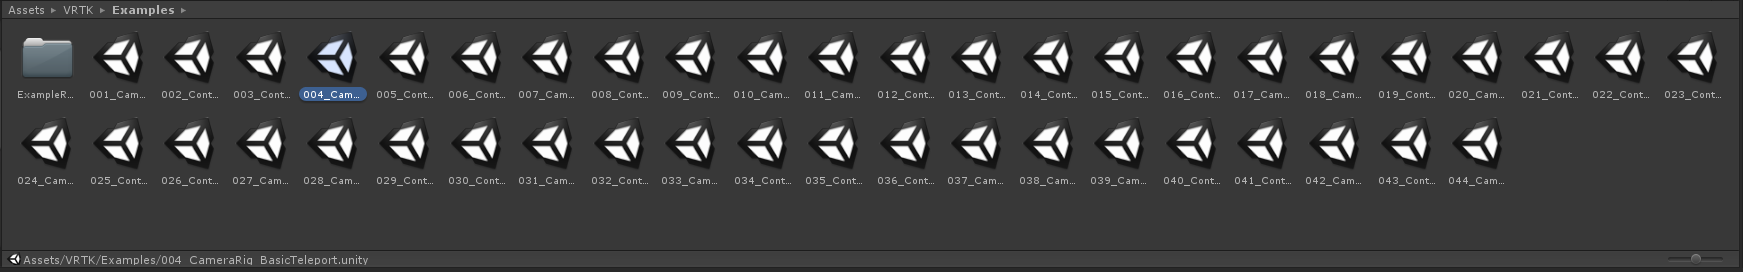 Assets ▸ VRTK ▸ Examples ▸
ExampleR... 001_Cam... 002_Cont... 003_Cont... 004_Cam... 005_Cont... 006_Cont... 007_Cam... 008_Cont... 009_Cont... 010_Cam... 011_Cam... 012_Cont... 013_Cont... 014_Cont... 015_Cont... 016_Cont... 017_Cam... 018_Cam... 019_Cont... 020_Cam... 021_Cont... 022_Cont... 023_Cont...
024_Cam... 025_Cont... 026_Cont... 027_Cam... 028_Cam... 029_Cont... 030_Cont... 031_Cam... 032_Cont... 033_Cam... 034_Cont... 035_Cont... 036_Cont... 037_Cam... 038_Cam... 039_Cam... 040_Cont... 041_Cont... 042_Cam... 043_Cont... 044_Cam...
Assets/VRTK/Examples/004_CameraRig_BasicTeleport.unity